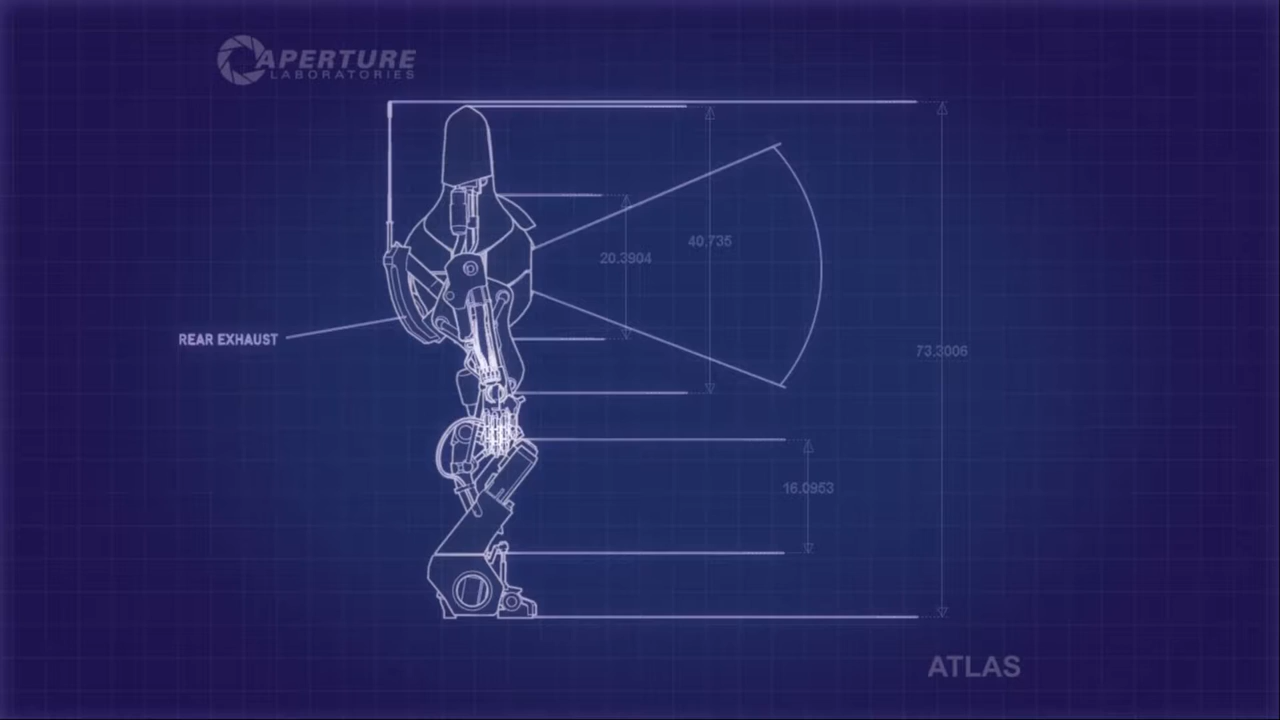 APERTURE
LABORATORIES
40.735
20.3904
REAR EXHAUST
73.3006
16.0953
ATLAS